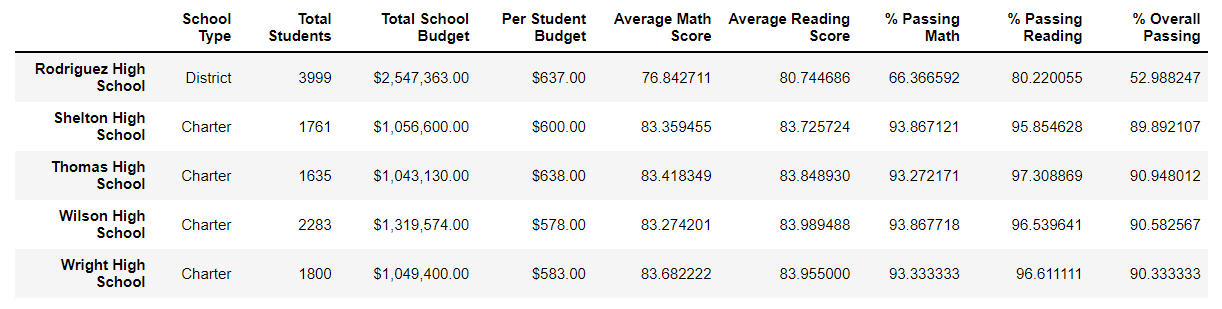 School Type Total Students Total School Budget Per Student Budget Average Math Score Average Reading Score % Passing Math % Passing Reading % Overall Passing
Rodriguez High School District 3999 $2,547,363.00 $637.00 76.842711 80.744686 66.366592 80.220055 52.988247
Shelton High School Charter 1761 $1,056,600.00 $600.00 83.359455 83.725724 93.867121 95.854628 89.892107
Thomas High School Charter 1635 $1,043,130.00 $638.00 83.418349 83.848930 93.272171 97.308869 90.948012
Wilson High School Charter 2283 $1,319,574.00 $578.00 83.274201 83.989488 93.867718 96.539641 90.582567
Wright High School Charter 1800 $1,049,400.00 $583.00 83.682222 83.955000 93.333333 96.611111 90.333333